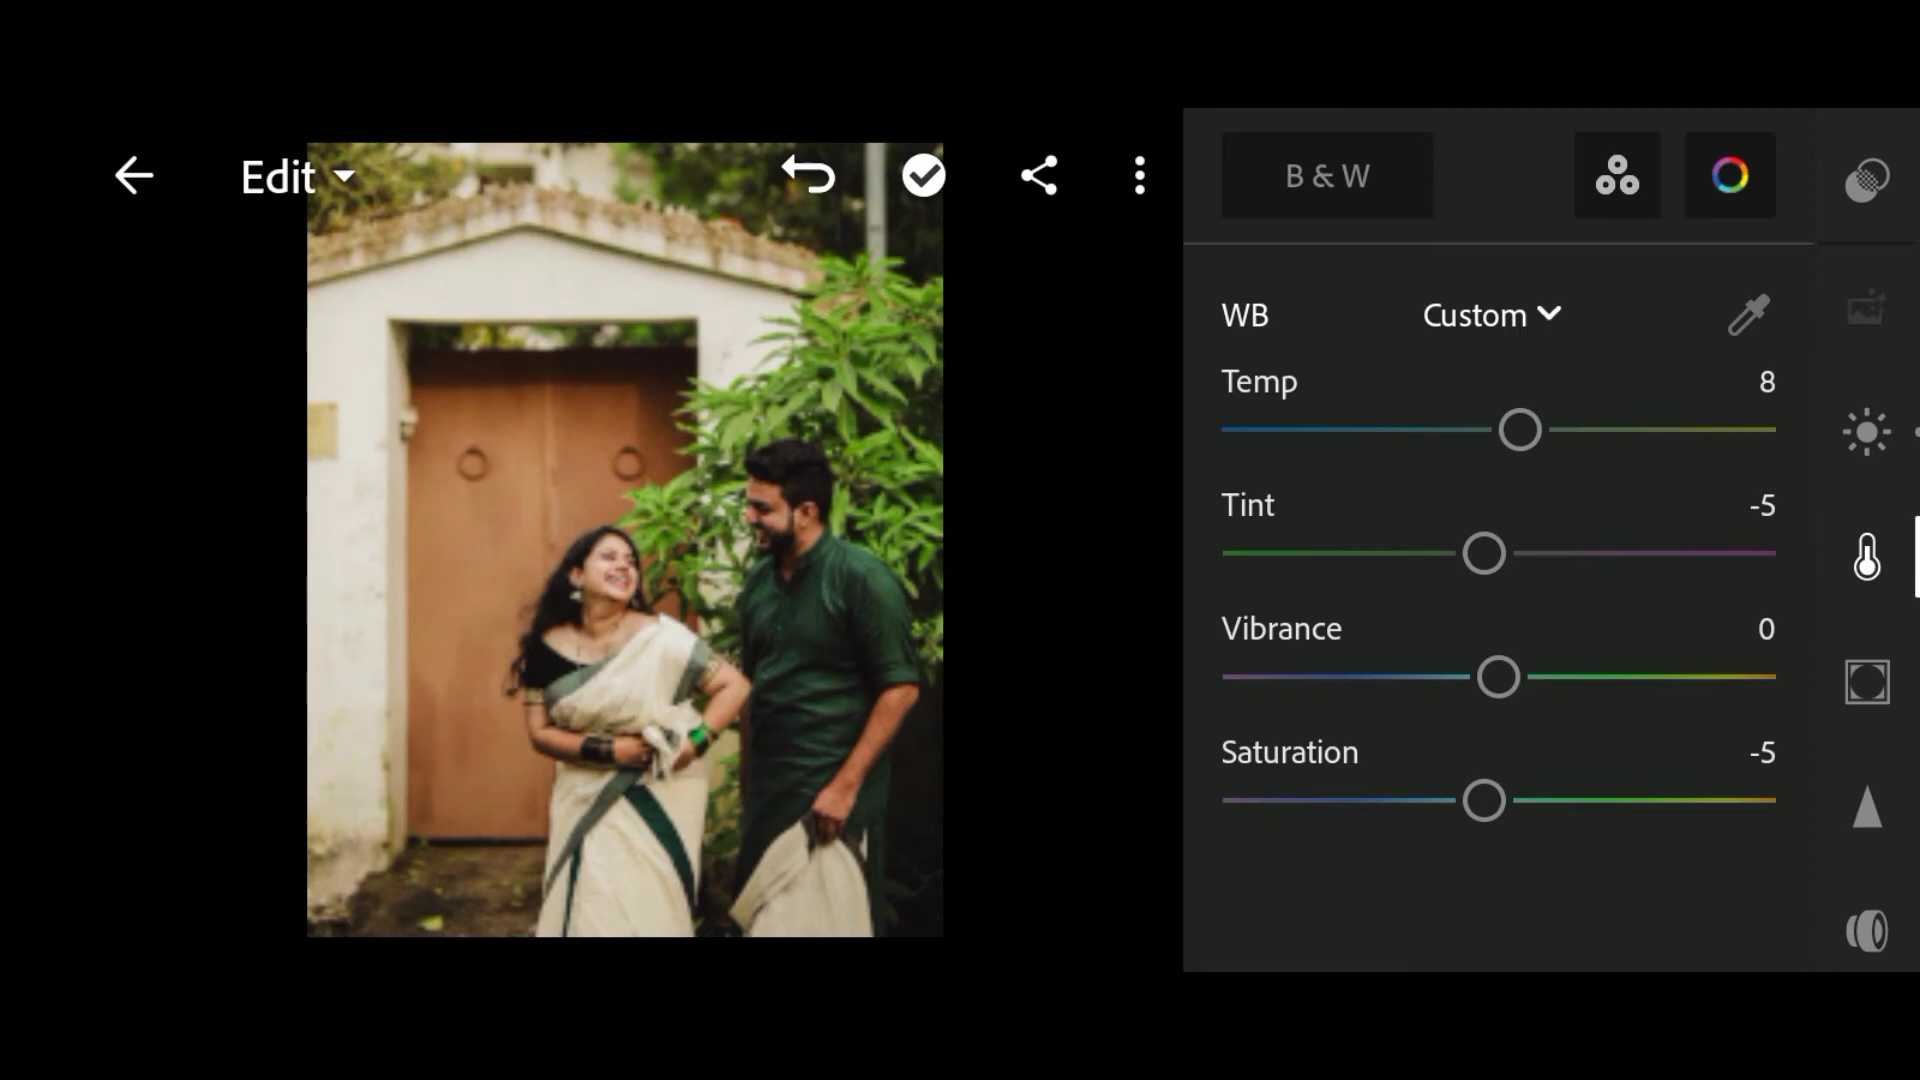 Edit
B & W
WB Custom
Temp 8
Tint -5
Vibrance 0
Saturation -5